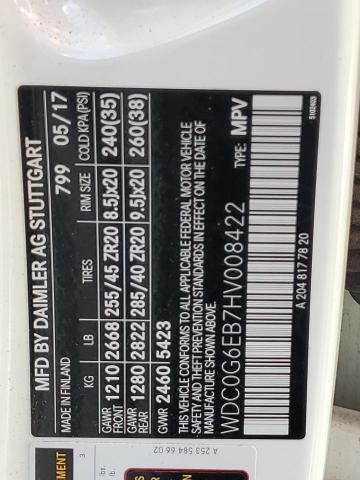 MFD BY DAIMLER AG STUTTGART
MADE IN FINLAND 799 05/17
KG LB TIRES RIM SIZE COLD KPA(PSI)
GAWR FRONT 1210 2668 255/45 ZR20 8.5Jx20 240(35)
GAWR REAR 1280 2822 285/40 ZR20 9.5Jx20 260(38)
GVWR 2460 5423
THIS VEHICLE CONFORMS TO ALL APPLICABLE FEDERAL MOTOR VEHICLE
SAFETY AND THEFT PREVENTION STANDARDS IN EFFECT ON THE DATE OF
MANUFACTURE SHOWN ABOVE.
WDC0G6EB7HV008422 TYPE: MPV
A 204 817 78 20
A 253 584 66 02
3
lbs.
lb.